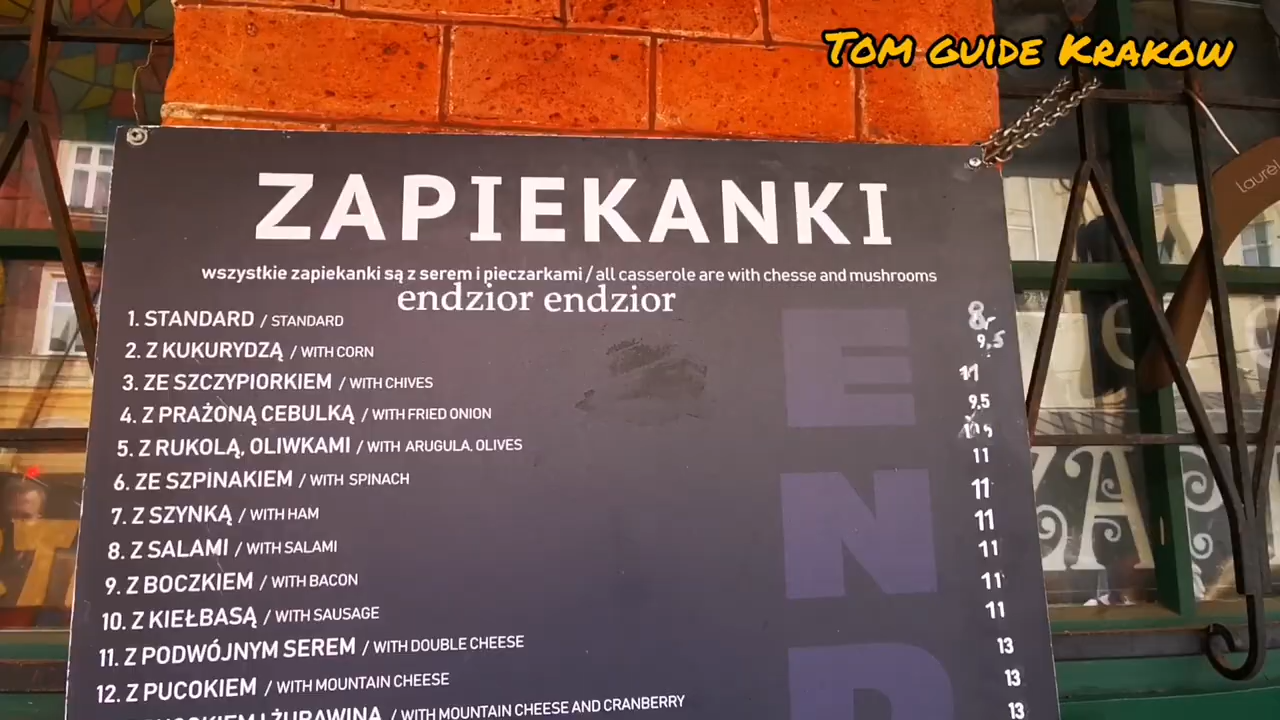 TOM GUIDE KRAKOW
Laurel
ZAPIEKANKI
wszystkie zapiekanki są z serem i pieczarkami / all casserole are with chesse and mushrooms
endzior endzior
1. STANDARD / STANDARD 8,-
2. Z KUKURYDZĄ / WITH CORN 9,5
3. ZE SZCZYPIORKIEM / WITH CHIVES 11
4. Z PRAŻONĄ CEBULKĄ / WITH FRIED ONION 9,5
5. Z RUKOLĄ, OLIWKAMI / WITH ARUGULA, OLIVES
6. ZE SZPINAKIEM / WITH SPINACH 11
7. Z SZYNKĄ / WITH HAM 11
8. Z SALAMI / WITH SALAMI 11
9. Z BOCZKIEM / WITH BACON 11
10. Z KIEŁBASĄ / WITH SAUSAGE 11
11. Z PODWÓJNYM SEREM / WITH DOUBLE CHEESE 13
12. Z PUCOKIEM / WITH MOUNTAIN CHEESE 13
I ŻURAWINĄ / WITH MOUNTAIN CHEESE AND CRANBERRY 13
END